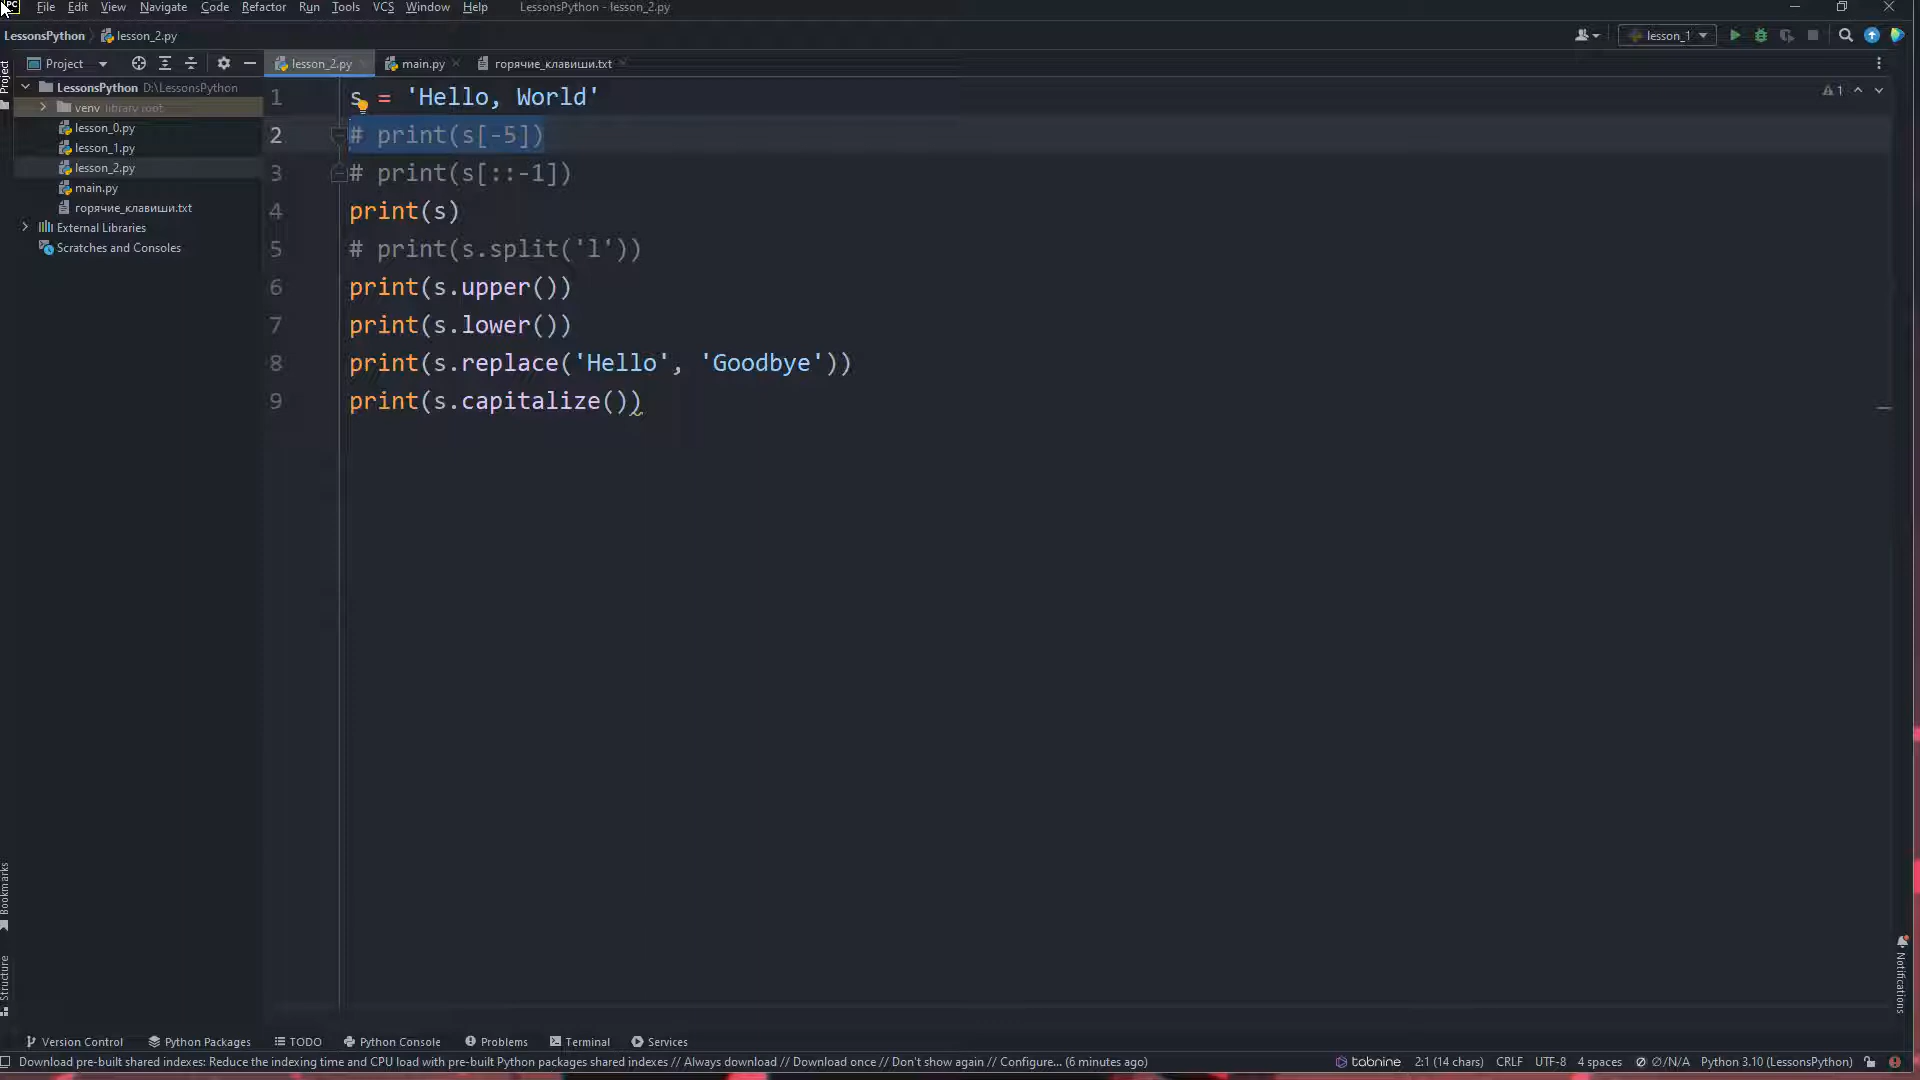 File Edit View Navigate Code Refactor Run Tools VCS Window Help LessonsPython - lesson_2.py
LessonsPython lesson_2.py lesson_1
Project lesson_2.py main.py горячие_клавиши.txt
Project
LessonsPython D:\LessonsPython
venv library root
lesson_0.py
lesson_1.py
lesson_2.py
main.py
горячие_клавиши.txt
External Libraries
Scratches and Consoles
1 s = 'Hello, World'
2 # print(s[-5])
3 # print(s[::-1])
4 print(s)
5 # print(s.split('l'))
6 print(s.upper())
7 print(s.lower())
8 print(s.replace('Hello', 'Goodbye'))
9 print(s.capitalize())
1
Bookmarks
Structure
Notifications
Version Control Python Packages TODO Python Console Problems Terminal Services
Download pre-built shared indexes: Reduce the indexing time and CPU load with pre-built Python packages shared indexes // Always download // Download once // Don't show again // Configure... (6 minutes ago) tabnine 2:1 (14 chars) CRLF UTF-8 4 spaces ∅/N/A Python 3.10 (LessonsPython)